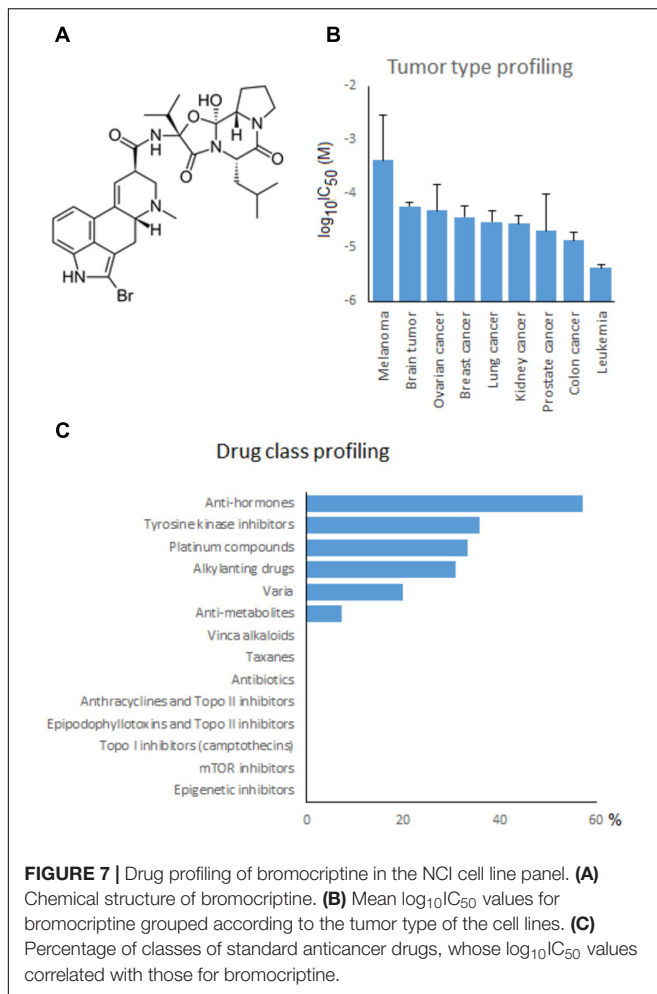 A
HO
O
O
H
N
N
H
N
O
O
O
N
H
HN
Br
B
Tumor type profiling
log10IC50 (M)
-2
-3
-4
-5
-6
Melanoma
Brain tumor
Ovarian cancer
Breast cancer
Lung cancer
Kidney cancer
Prostate cancer
Colon cancer
Leukemia
C
Drug class profiling
Anti-hormones
Tyrosine kinase inhibitors
Platinum compounds
Alkylanting drugs
Varia
Anti-metabolites
Vinca alkaloids
Taxanes
Antibiotics
Anthracyclines and Topo II inhibitors
Epipodophyllotoxins and Topo II inhibitors
Topo I inhibitors (camptothecins)
mTOR inhibitors
Epigenetic inhibitors
0 20 40 60 %
FIGURE 7 | Drug profiling of bromocriptine in the NCI cell line panel. (A)
Chemical structure of bromocriptine. (B) Mean log10IC50 values for
bromocriptine grouped according to the tumor type of the cell lines. (C)
Percentage of classes of standard anticancer drugs, whose log10IC50 values
correlated with those for bromocriptine.